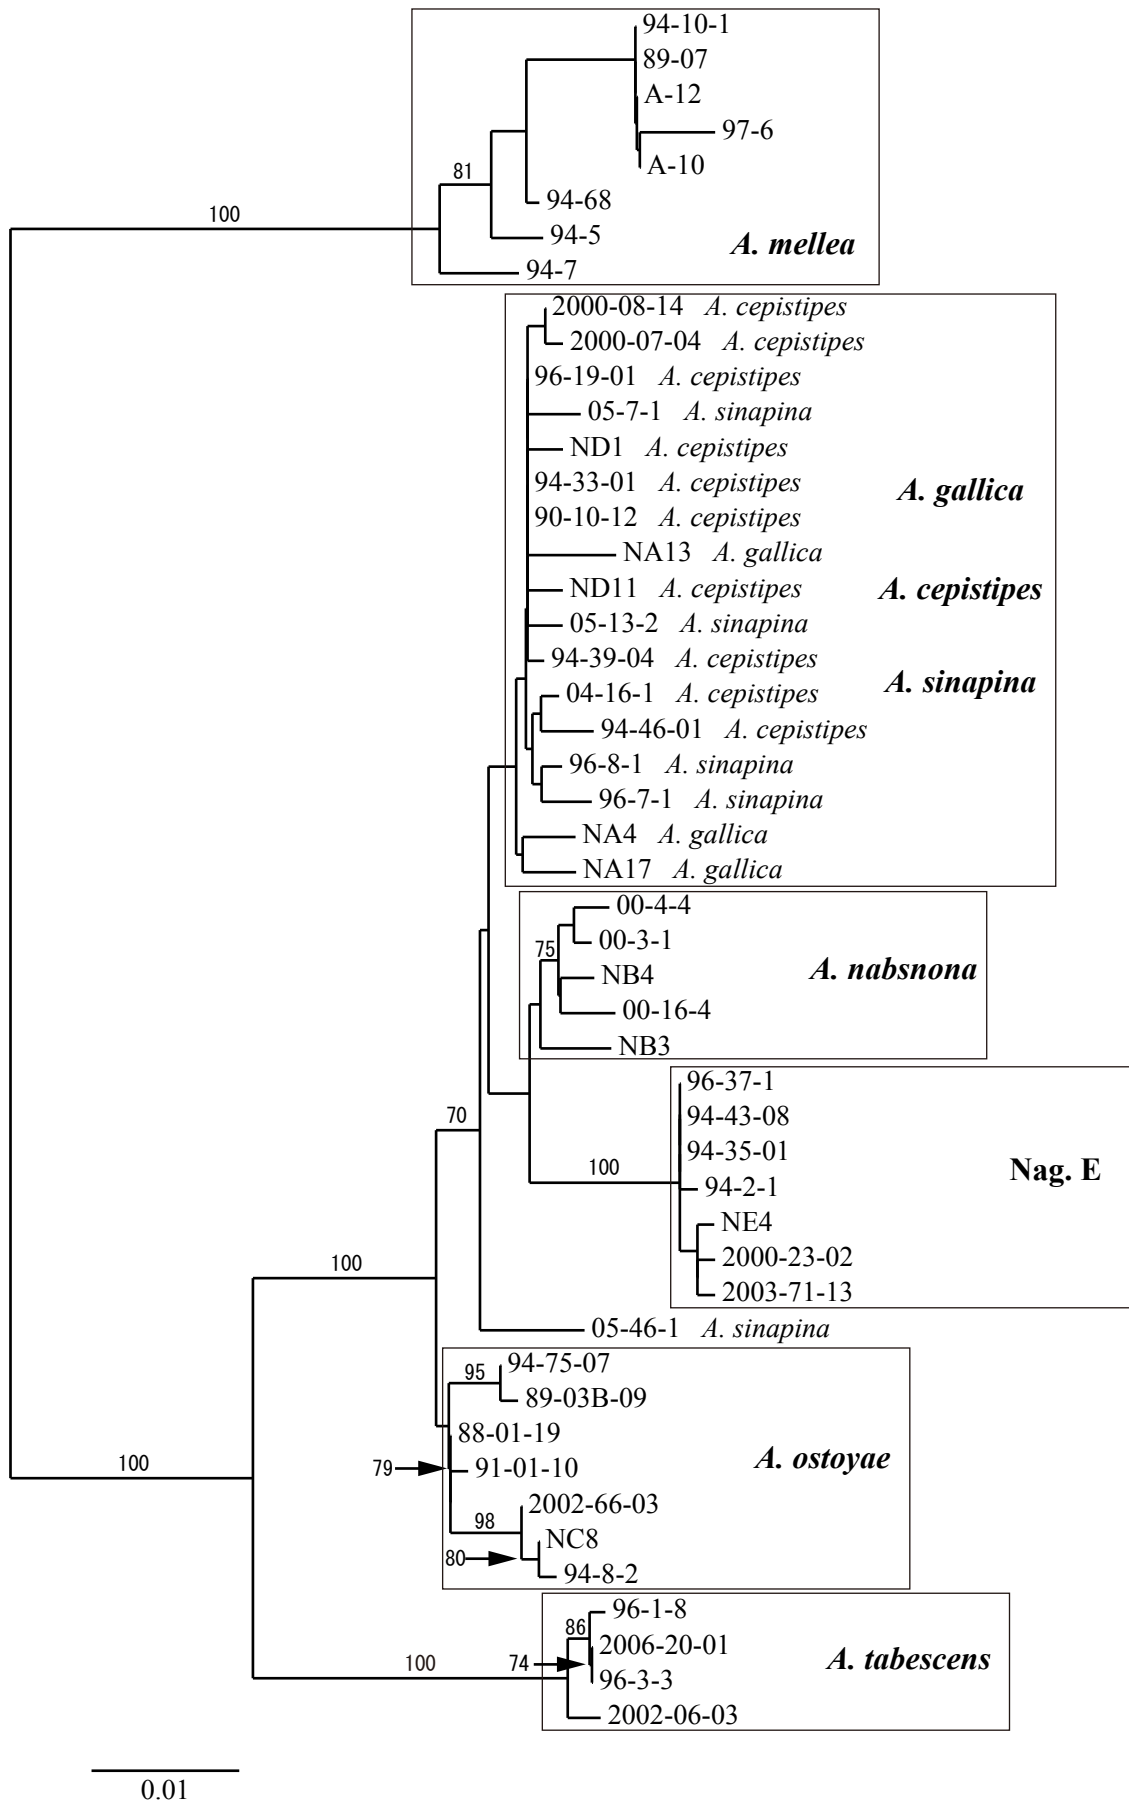 94-10-1
89-07
A-12
97-6
A-10
81
94-68
100
94-5
A. mellea
94-7
2000-08-14 A. cepistipes
2000-07-04 A. cepistipes
96-19-01 A. cepistipes
05-7-1 A. sinapina
ND1 A. cepistipes
94-33-01 A. cepistipes
A. gallica
90-10-12 A. cepistipes
NA13 A. gallica
ND11 A. cepistipes
A. cepistipes
05-13-2 A. sinapina
94-39-04 A. cepistipes
A. sinapina
04-16-1 A. cepistipes
94-46-01 A. cepistipes
96-8-1 A. sinapina
96-7-1 A. sinapina
NA4 A. gallica
NA17 A. gallica
00-4-4
00-3-1
75
A. nabsnona
NB4
00-16-4
NB3
96-37-1
94-43-08
70
94-35-01
100
Nag. E
94-2-1
NE4
2000-23-02
100
2003-71-13
05-46-1 A. sinapina
94-75-07
95
89-03B-09
88-01-19
A. ostoyae
100
79
91-01-10
2002-66-03
98
NC8
80
94-8-2
96-1-8
86
2006-20-01
A. tabescens
100
74
96-3-3
2002-06-03
0.01